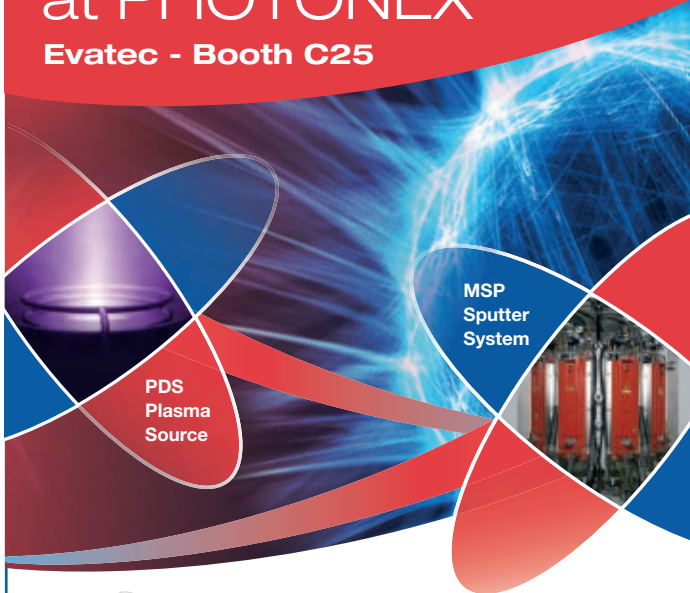 at PHOTONEX
Evatec - Booth C25
MSP
Sputter
System
PDS
Plasma
Source